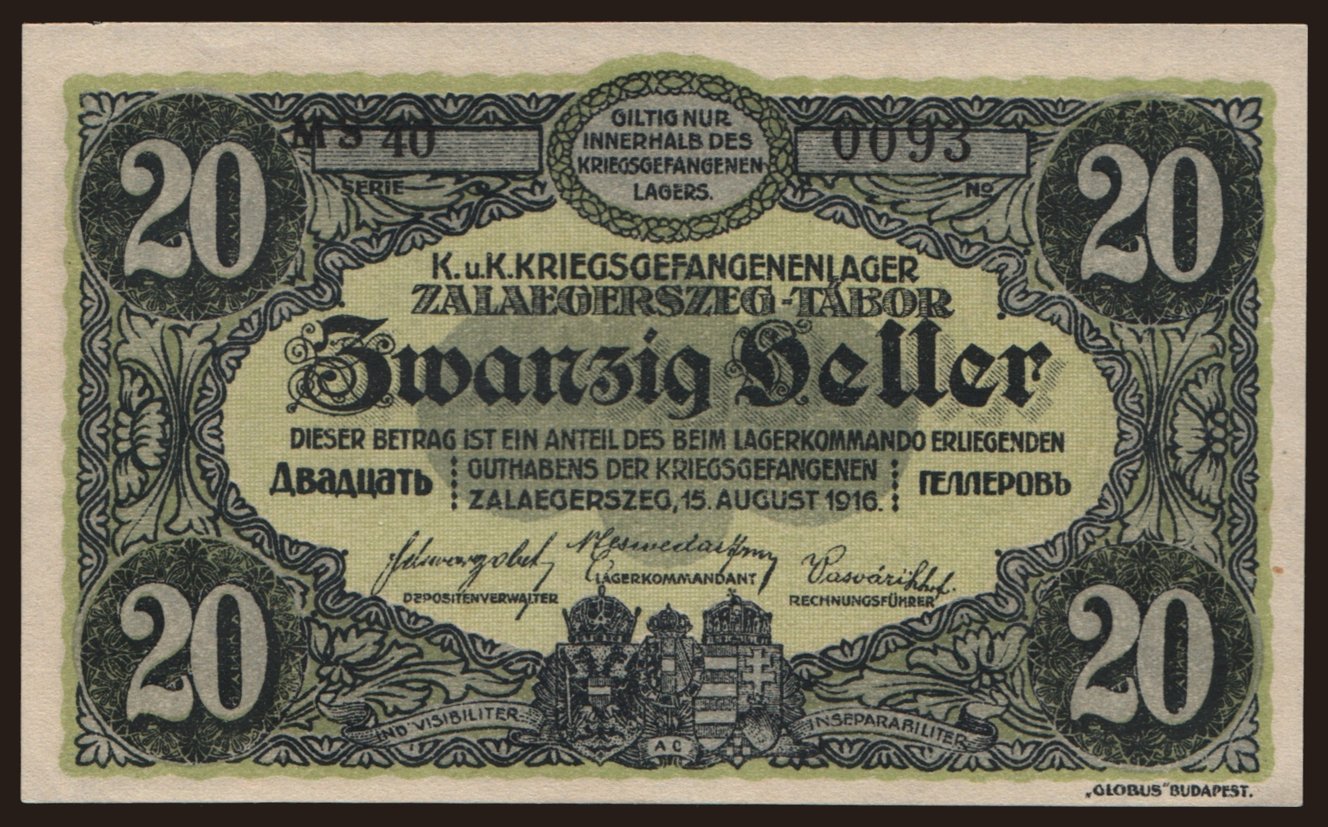 GILTIG NUR
INNERHALB DES
KRIEGSGEFANGENEN
LAGERS.
MS 40
SERIE
0093
No
20
20
K. u. K. KRIEGSGEFANGENENLAGER
ZALAEGERSZEG-TÁBOR
Zwanzig Heller
DIESER BETRAG IST EIN ANTEIL DES BEIM LAGERKOMMANDO ERLIEGENDEN
GUTHABENS DER KRIEGSGEFANGENEN
ZALAEGERSZEG, 15. AUGUST 1916.
Двадцать
геллеровъ
DEPOSITENVERWALTER
LAGERKOMMANDANT
Vasvári
RECHNUNGSFÜHRER
20
20
INDIVISIBILITER
AC
INSEPARABILITER
„GLOBUS" BUDAPEST.